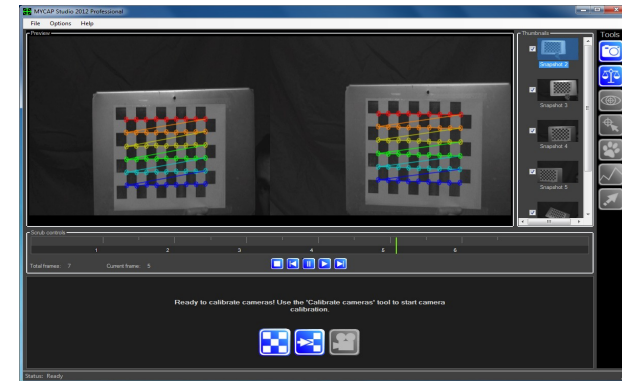 MYCAP Studio 2012 Professional
File Options Help
Preview
Thumbnails
Tools
Snapshot 2
Snapshot 3
Snapshot 4
Snapshot 5
Scrub controls
1 2 3 4 5 6
Total frames: 7 Current frame: 5
Ready to calibrate cameras! Use the "Calibrate cameras" tool to start camera
calibration.
Status: Ready